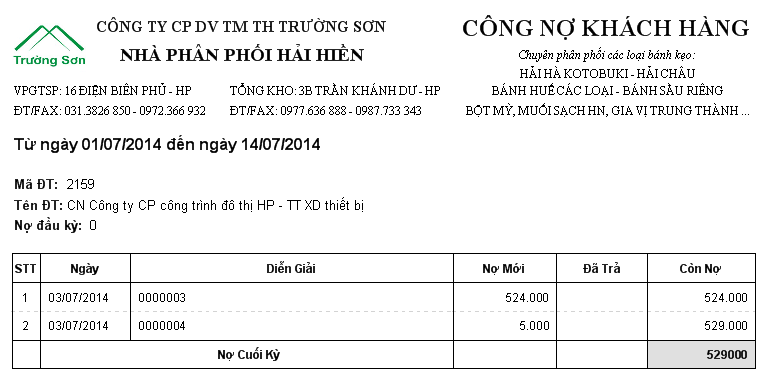 CÔNG TY CP DV TM TH TRƯỜNG SƠN
NHÀ PHÂN PHỐI HẢI HIỀN
Trường Sơn
VPGTSP: 16 ĐIỆN BIÊN PHỦ - HP
TỔNG KHO: 3B TRẦN KHÁNH DƯ - HP
ĐT/FAX: 031.3826 850 - 0972.366 932
ĐT/FAX: 0977.636 888 - 0987.733 343
CÔNG NỢ KHÁCH HÀNG
Chuyên phân phối các loại bánh kẹo:
HẢI HÀ KOTOBUKI - HẢI CHÂU
BÁNH HUẾ CÁC LOẠI - BÁNH SẦU RIÊNG
BỘT MỲ, MUỐI SẠCH HN, GIA VỊ TRUNG THÀNH ...
Từ ngày 01/07/2014 đến ngày 14/07/2014
Mã ĐT: 2159
Tên ĐT: CN Công ty CP công trình đô thị HP - TT XD thiết bị
Nợ đầu kỳ: 0
STT Ngày Diễn Giải Nợ Mới Đã Trả Còn Nợ
1 03/07/2014 0000003 524.000 524.000
2 03/07/2014 0000004 5.000 529.000
Nợ Cuối Kỳ 529000